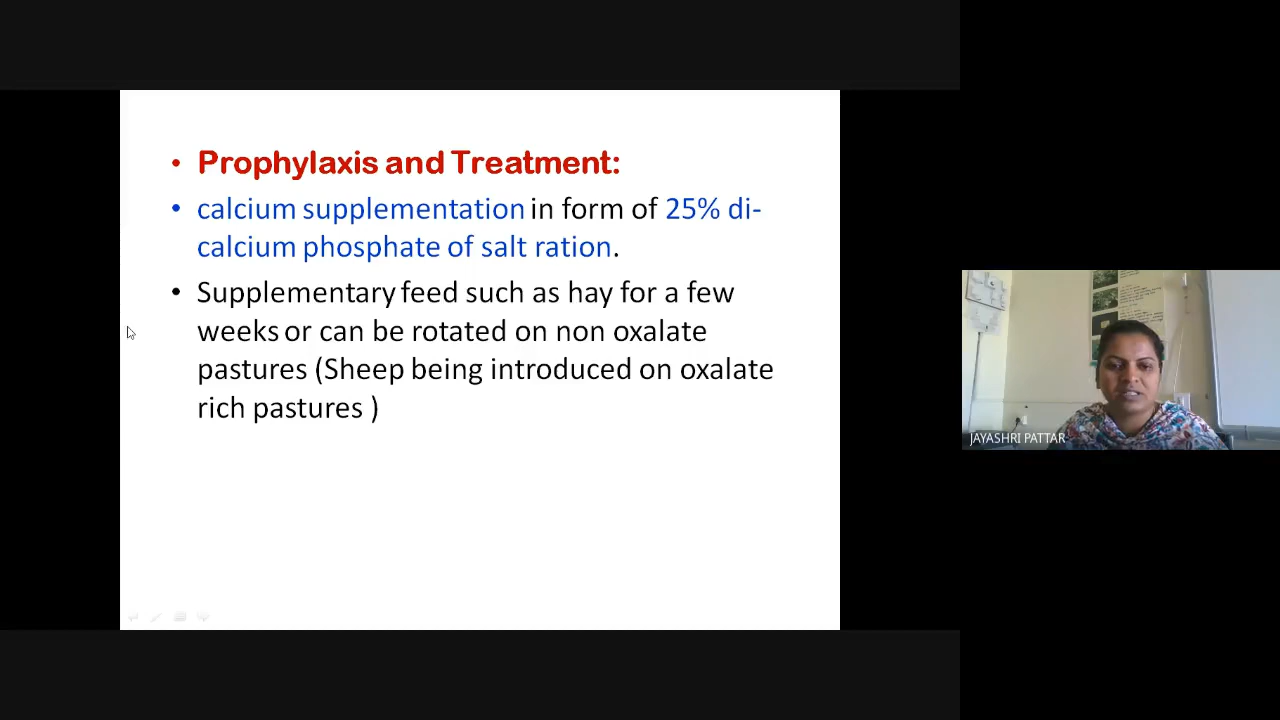 • Prophylaxis and Treatment:
• calcium supplementation in form of 25% di-
calcium phosphate of salt ration.
• Supplementary feed such as hay for a few
weeks or can be rotated on non oxalate
pastures (Sheep being introduced on oxalate
rich pastures )
JAYASHRI PATTAR